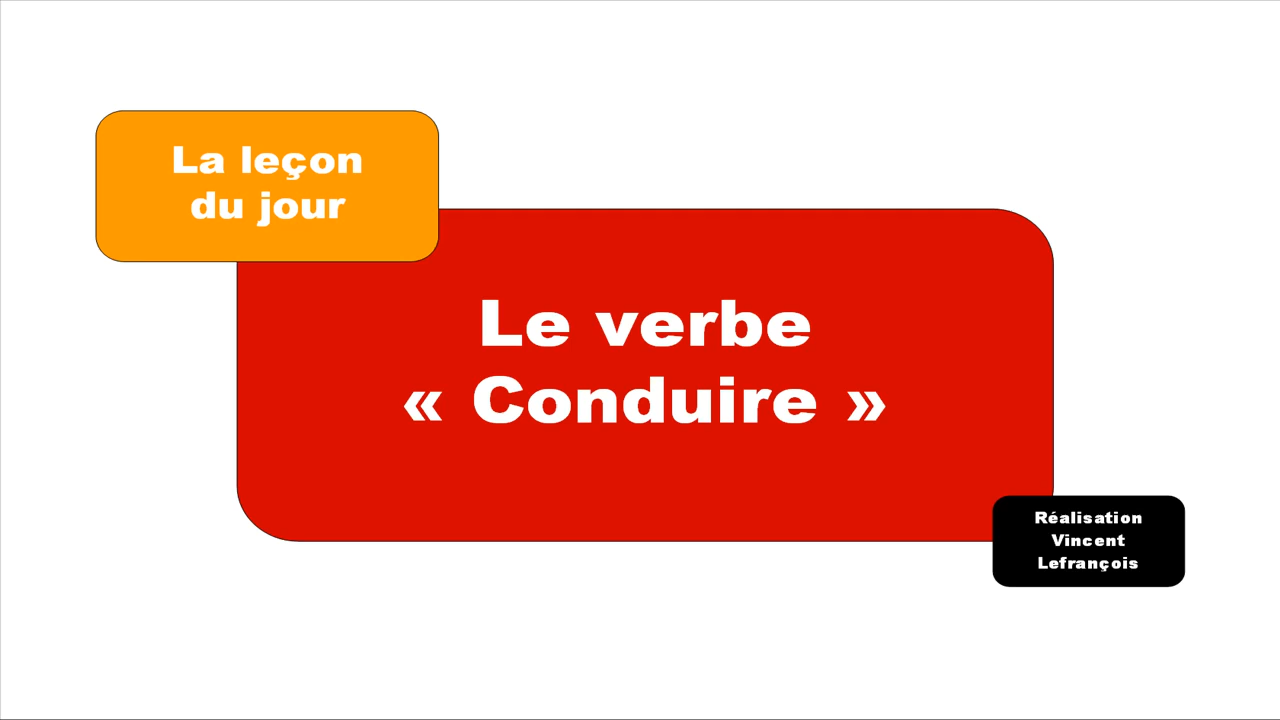 La leçon
du jour
Le verbe
« Conduire »
Réalisation
Vincent
Lefrançois